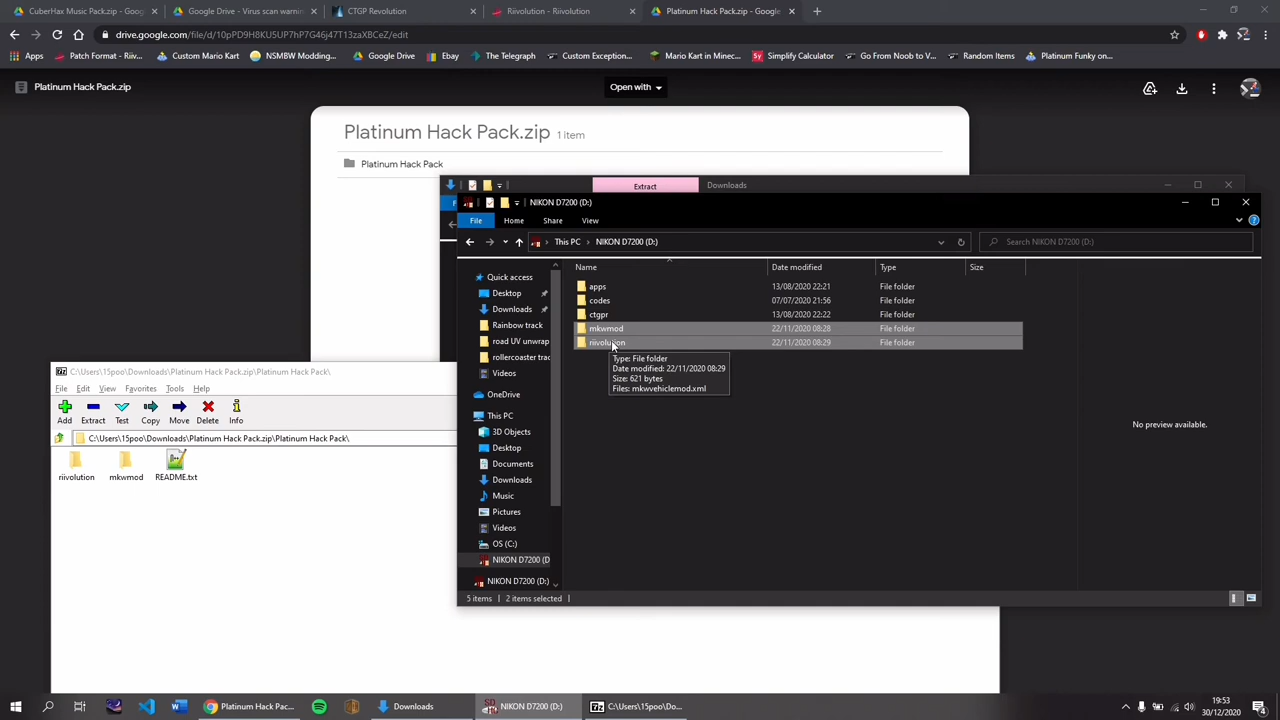 CuberHax Music Pack.zip - Goog
Google Drive - Virus scan warning
CTGP Revolution
Riivolution - Riivolution
Platinum Hack Pack.zip - Google
drive.google.com/file/d/10pPD9H8KU5UP7hP7G46j47T13zaXBCeZ/edit
Apps
Patch Format - Riiv...
Custom Mario Kart
NSMBW Modding...
Google Drive
Ebay
The Telegraph
Custom Exception...
Mario Kart in Minec...
Simplify Calculator
Go From Noob to V...
Random Items
Platinum Funky on...
Platinum Hack Pack.zip
Open with
Platinum Hack Pack.zip 1 item
Platinum Hack Pack
Extract
Downloads
NIKON D7200 (D:)
File
Home
Share
View
This PC
NIKON D7200 (D:)
Search NIKON D7200 (D:)
Name
Date modified
Type
Size
Quick access
Desktop
Downloads
Rainbow track
road UV unwrap
rollercoaster trac
Videos
OneDrive
This PC
3D Objects
Desktop
Documents
Downloads
Music
Pictures
Videos
OS (C:)
NIKON D7200 (D
NIKON D7200 (D:)
apps 13/08/2020 22:21 File folder
codes 07/07/2020 21:56 File folder
ctgpr 13/08/2020 22:22 File folder
mkwmod 22/11/2020 08:28 File folder
riivolution 22/11/2020 08:29 File folder
Type: File folder
Date modified: 22/11/2020 08:29
Size: 621 bytes
Files: mkwvehiclemod.xml
No preview available.
5 items
2 items selected
C:\Users\15poo\Downloads\Platinum Hack Pack.zip\Platinum Hack Pack\
File Edit View Favorites Tools Help
Add Extract Test Copy Move Delete Info
C:\Users\15poo\Downloads\Platinum Hack Pack.zip\Platinum Hack Pack\
riivolution
mkwmod
README.txt
Platinum Hack Pac...
Downloads
NIKON D7200 (D:)
C:\Users\15poo\Do...
19:53
30/12/2020